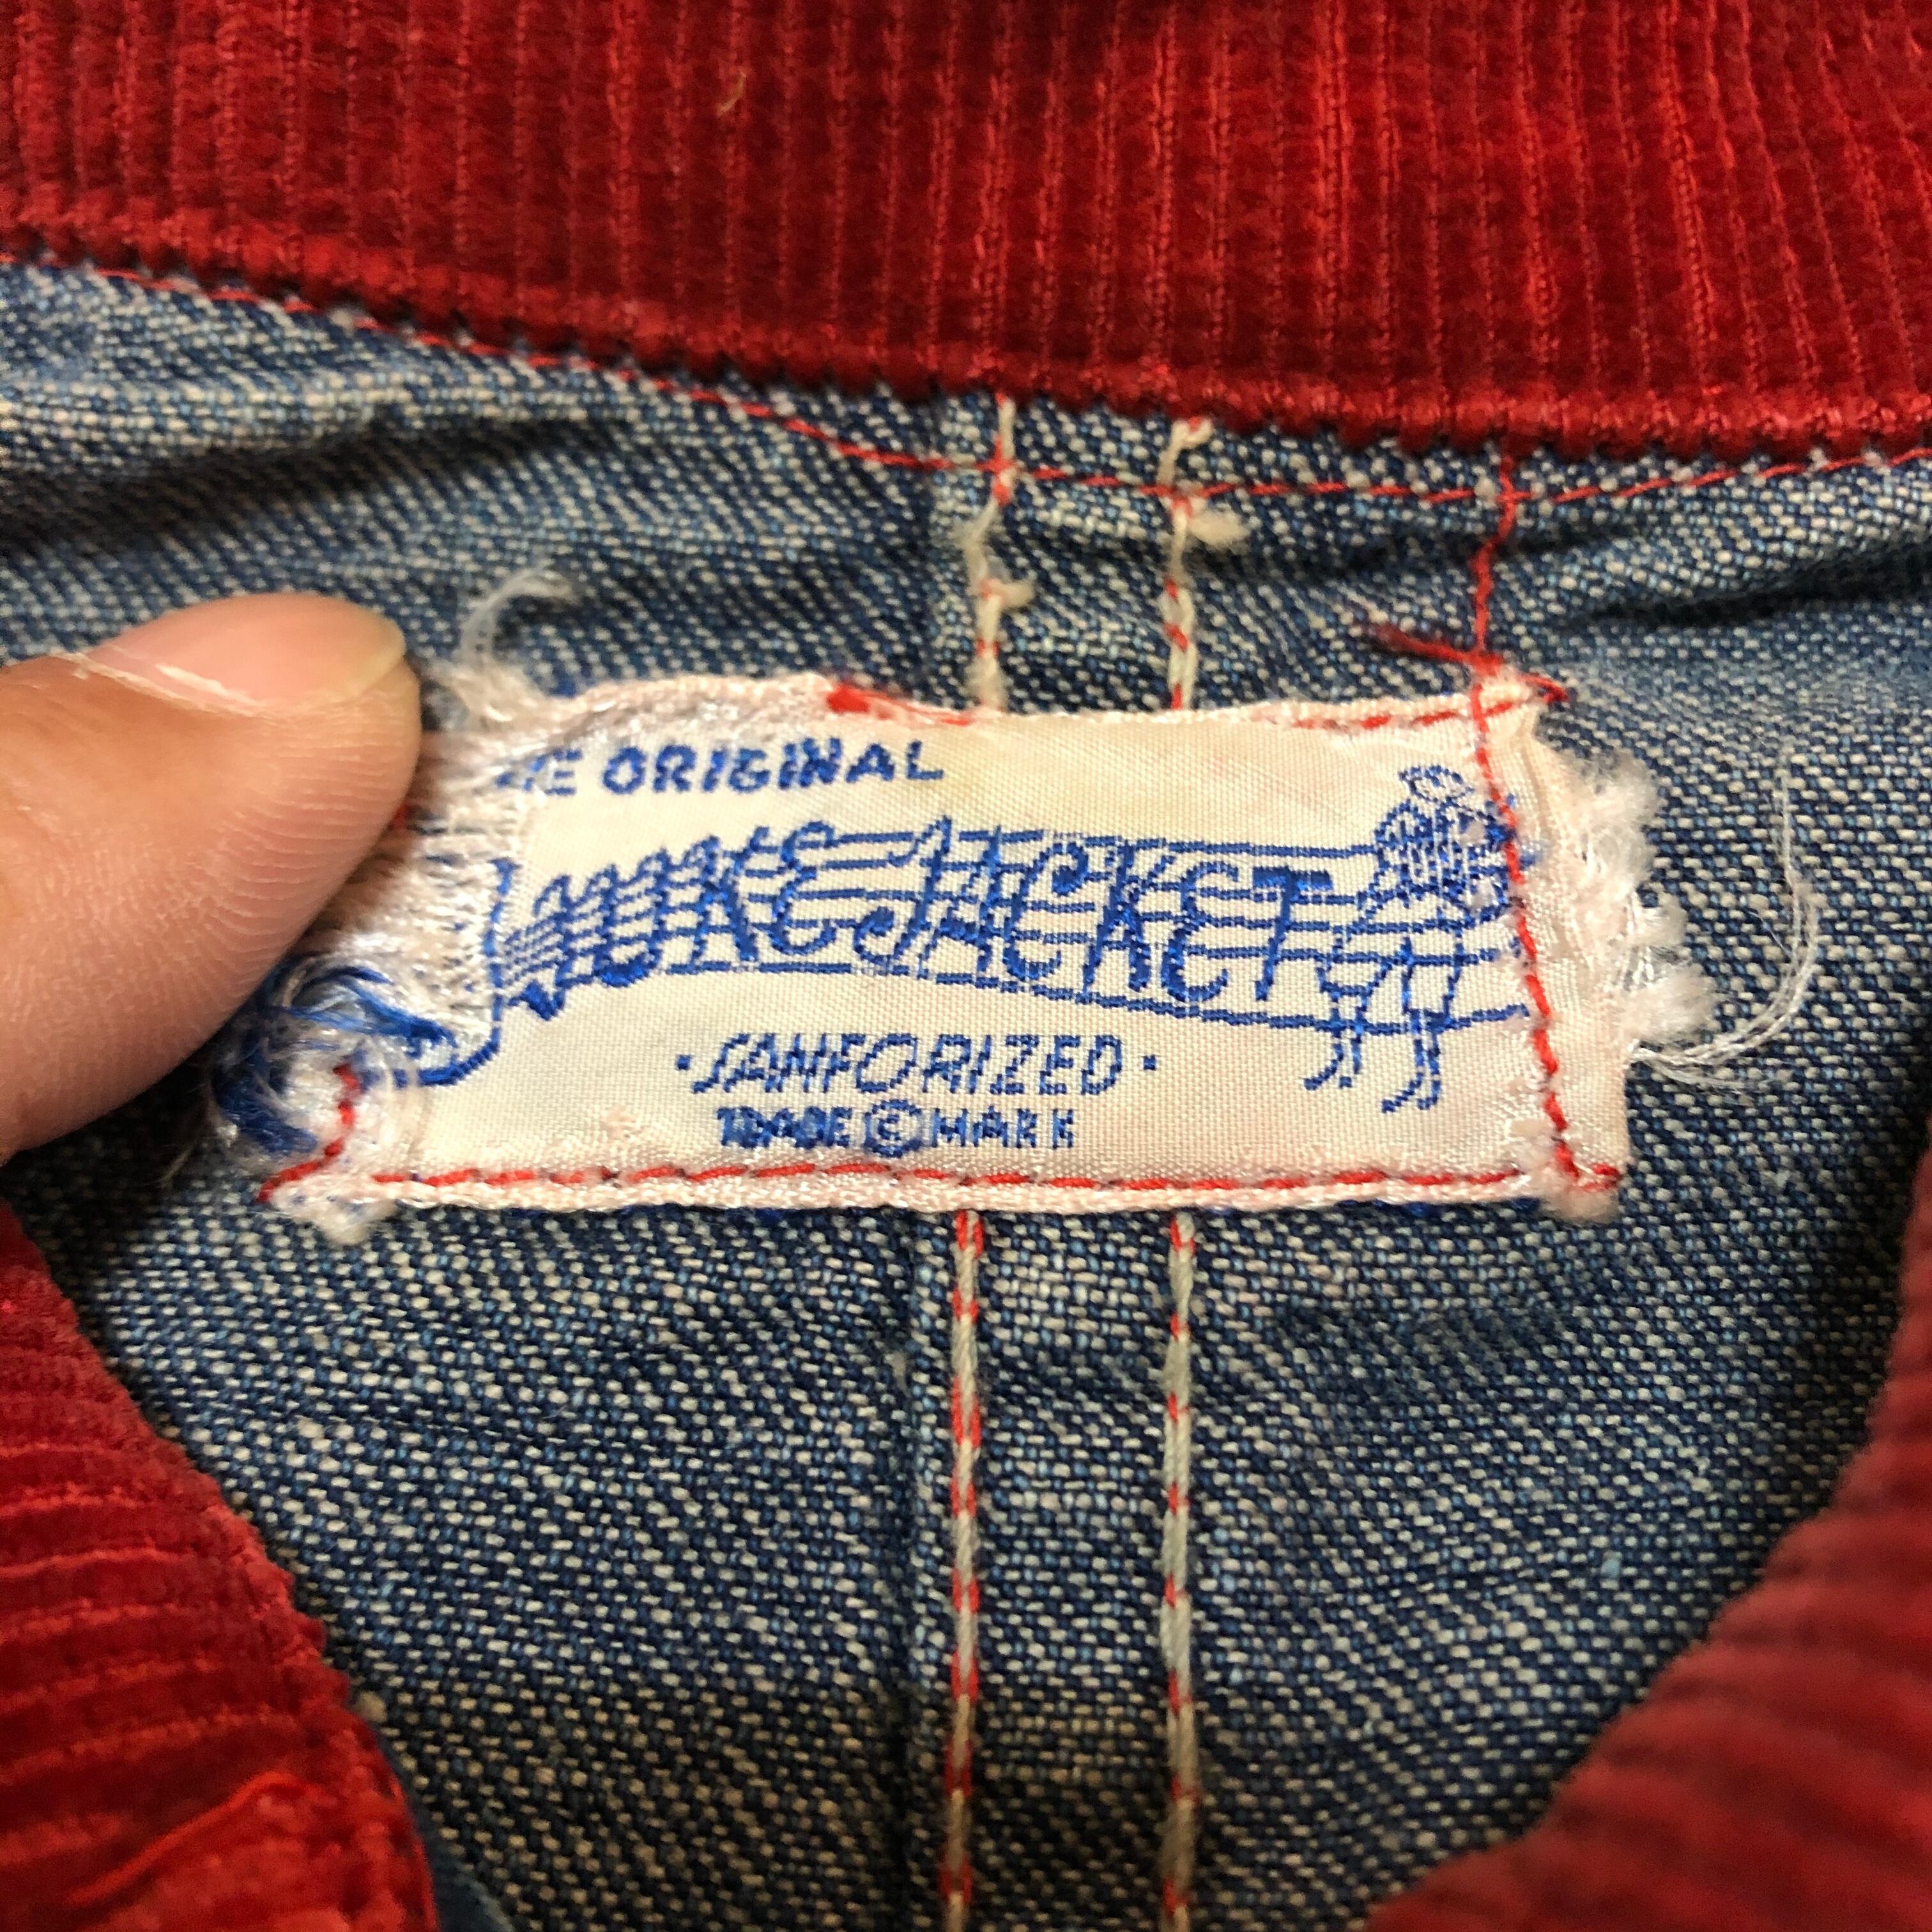 ORIGINAL
JUKE JACKET
· SANFORIZED ·
TRADE © MARK